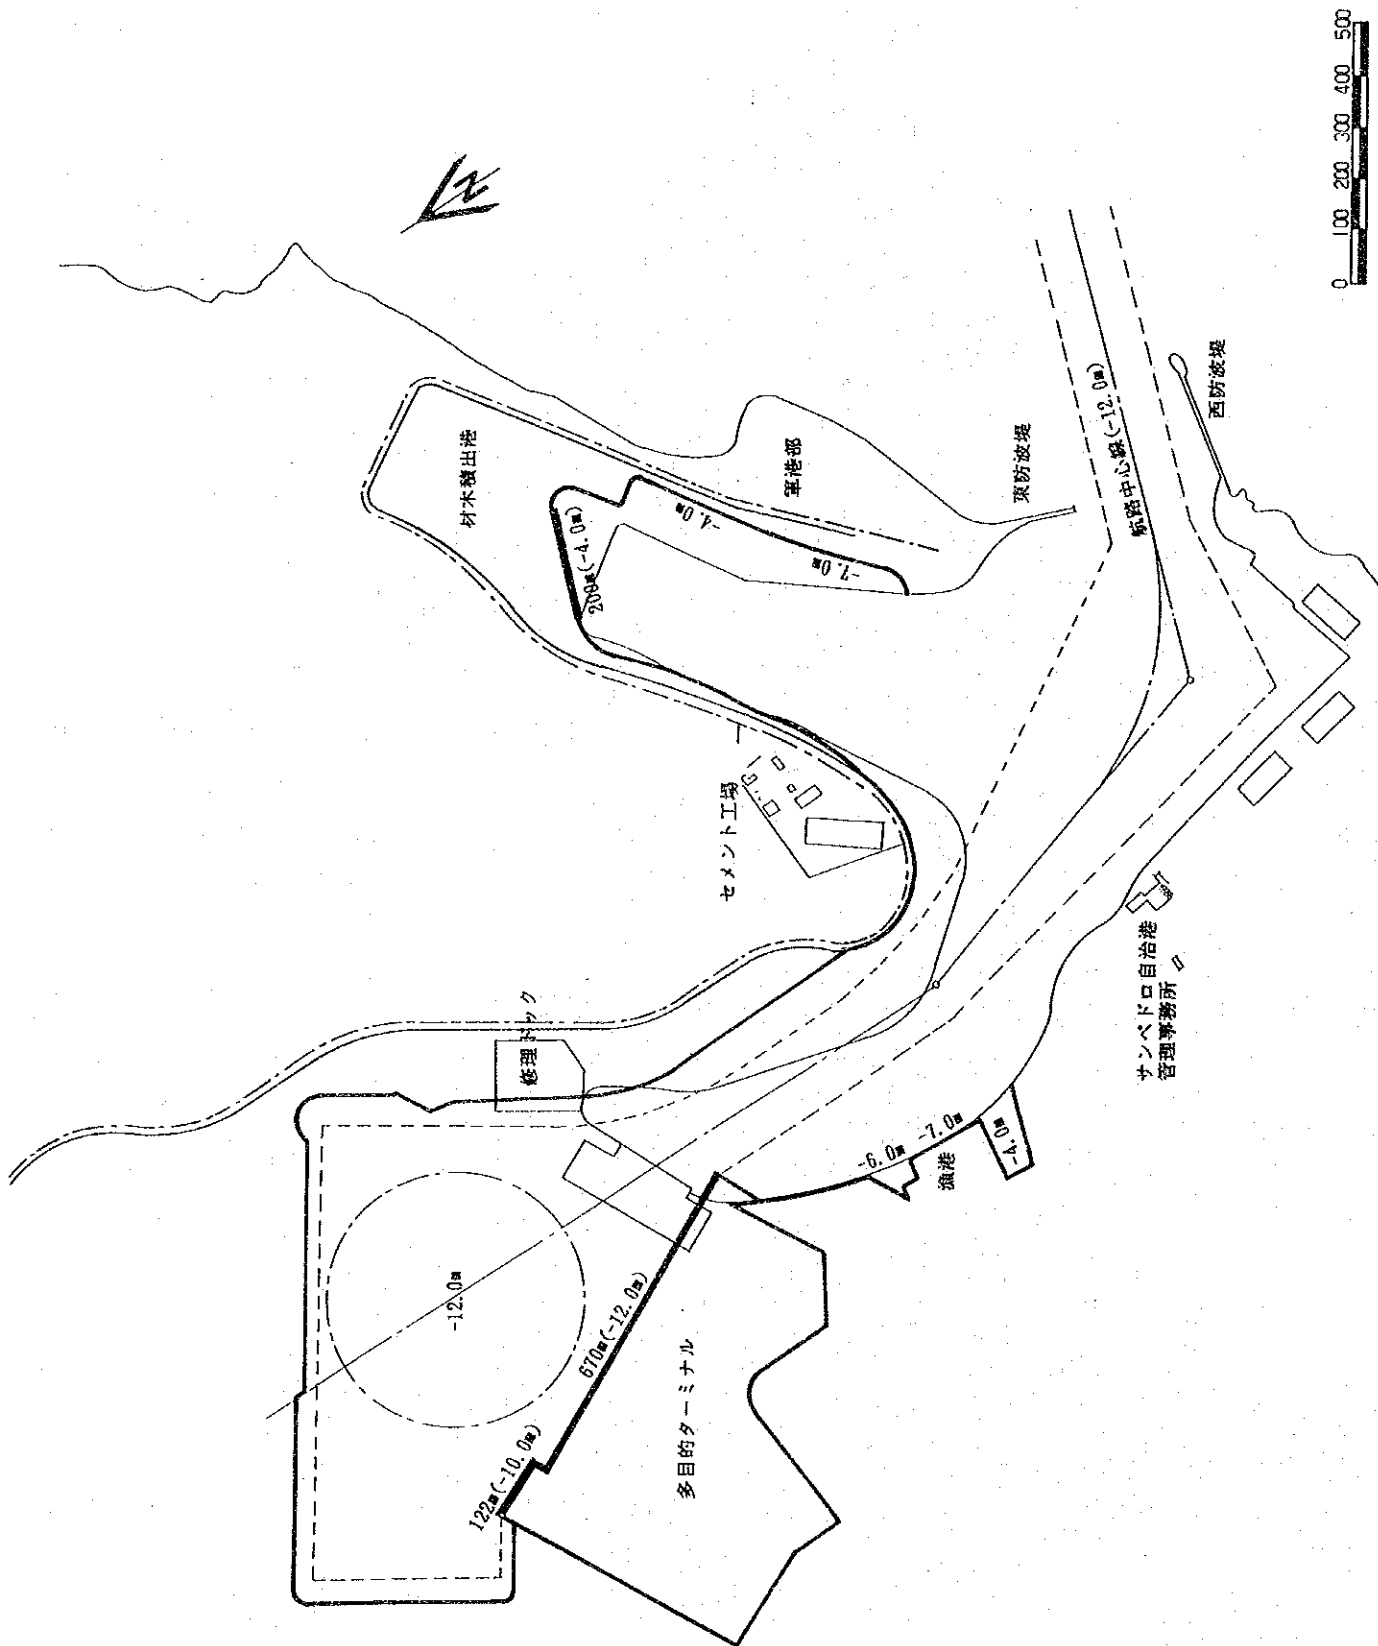 0 100 200 300 400 500
N
材木積出港
200m(-4.0m)
-4.0m
-7.0m
軍港部
東防波堤
航路中心線(-12.0m)
西防波堤
セメント工場
修理ドック
サンペドロ自治港
管理事務所
-12.0m
670m(-12.0m)
122m(-10.0m)
多目的ターミナル
-6.0m
-7.0m
漁港
-4.0m